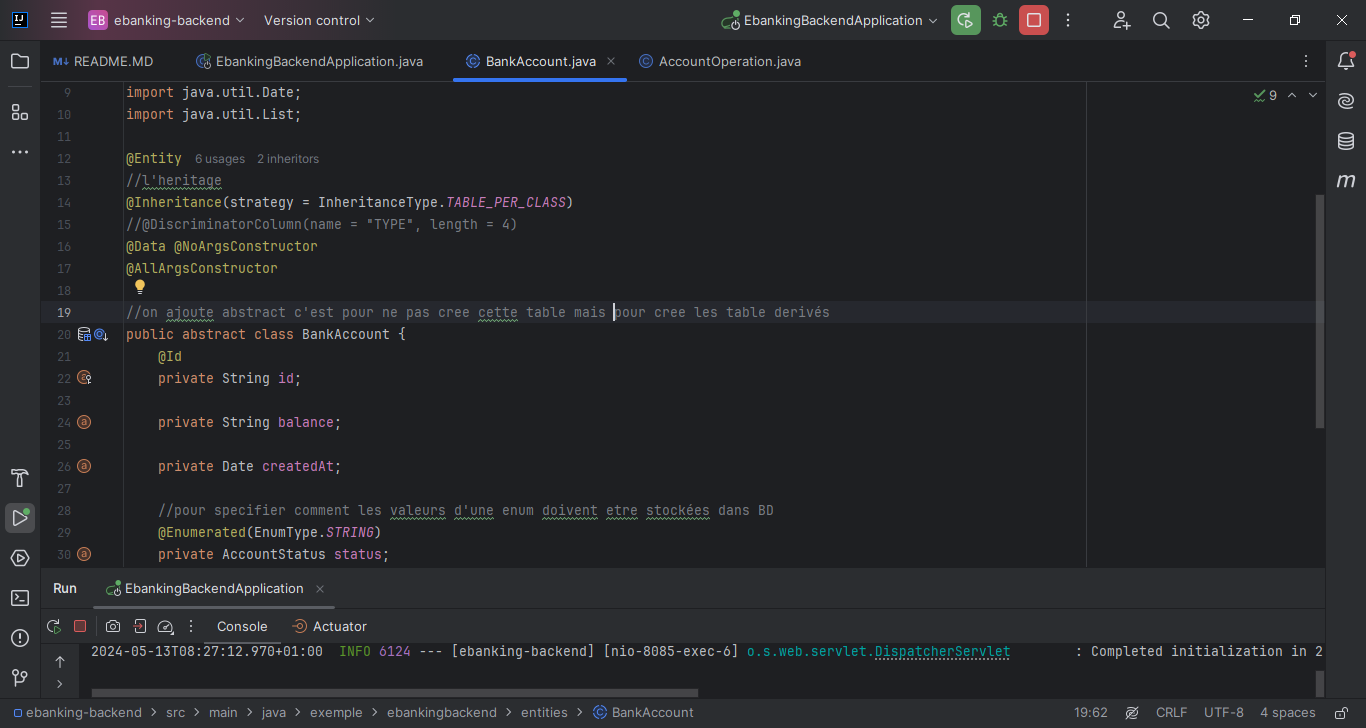 EB ebanking-backend Version control EbankingBackendApplication
README.MD EbankingBackendApplication.java BankAccount.java AccountOperation.java
9 import java.util.Date;
10 import java.util.List;
11
12 @Entity 6 usages 2 inheritors
13 //l'heritage
14 @Inheritance(strategy = InheritanceType.TABLE_PER_CLASS)
15 //@DiscriminatorColumn(name = "TYPE", length = 4)
16 @Data @NoArgsConstructor
17 @AllArgsConstructor
18
19 //on ajoute abstract c'est pour ne pas cree cette table mais pour cree les table derivés
20 public abstract class BankAccount {
21 @Id
22 private String id;
23
24 private String balance;
25
26 private Date createdAt;
27
28 //pour specifier comment les valeurs d'une enum doivent etre stockées dans BD
29 @Enumerated(EnumType.STRING)
30 private AccountStatus status;
9
Run EbankingBackendApplication
Console Actuator
2024-05-13T08:27:12.970+01:00 INFO 6124 --- [ebanking-backend] [nio-8085-exec-6] o.s.web.servlet.DispatcherServlet : Completed initialization in 2
ebanking-backend > src > main > java > exemple > ebankingbackend > entities > BankAccount 19:62 CRLF UTF-8 4 spaces